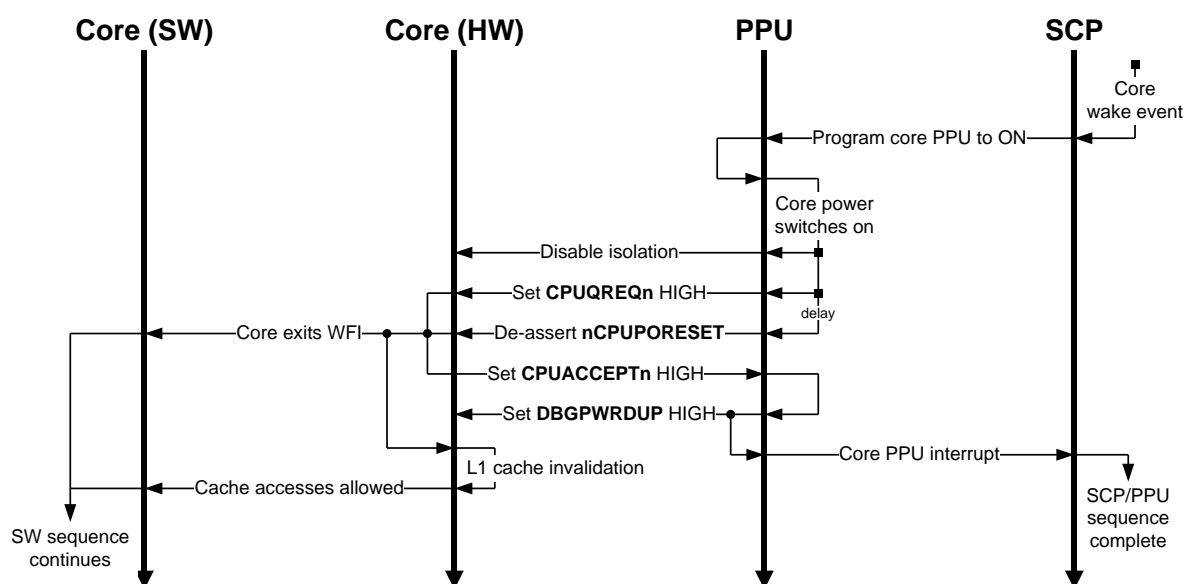 Core (SW)
Core (HW)
PPU
SCP
Core
wake event
Program core PPU to ON
Core power
switches on
Disable isolation
Set CPUQREQn HIGH
delay
Core exits WFI
De-assert nCPUPORESET
Set CPUACCEPTn HIGH
Set DBGPWRDUP HIGH
Core PPU interrupt
L1 cache invalidation
Cache accesses allowed
SCP/PPU
sequence
complete
SW sequence
continues